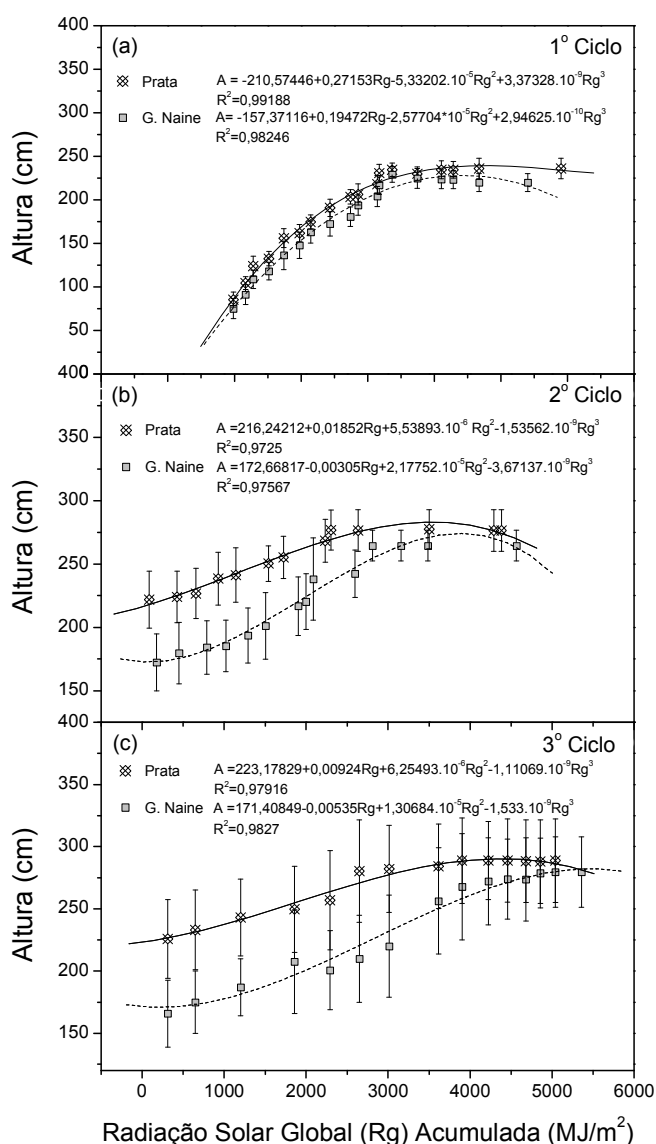 (a) 1º Ciclo
Prata A = -210,57446+0,27153Rg-5,33202.10⁻⁵Rg²+3,37328.10⁻⁹Rg³
R²=0,99188
G. Naine A= -157,37116+0,19472Rg-2,57704*10⁻⁵Rg²+2,94625.10⁻¹⁰Rg³
R²=0,98246
400
350
300
250
200
150
100
50
400
Altura (cm)
(b) 2º Ciclo
Prata A =216,24212+0,01852Rg+5,53893.10⁻⁶ Rg²-1,53562.10⁻⁹Rg³
R²=0,9725
G. Naine A =172,66817-0,00305Rg+2,17752.10⁻⁵Rg²-3,67137.10⁻⁹Rg³
R²=0,97567
350
300
250
200
150
400
Altura (cm)
(c) 3º Ciclo
Prata A =223,17829+0,00924Rg+6,25493.10⁻⁶Rg²-1,11069.10⁻⁹Rg³
R²=0,97916
G. Naine A =171,40849-0,00535Rg+1,30684.10⁻⁵Rg²-1,533.10⁻⁹Rg³
R²=0,9827
350
300
250
200
150
Altura (cm)
0 1000 2000 3000 4000 5000 6000
Radiação Solar Global (Rg) Acumulada (MJ/m²)